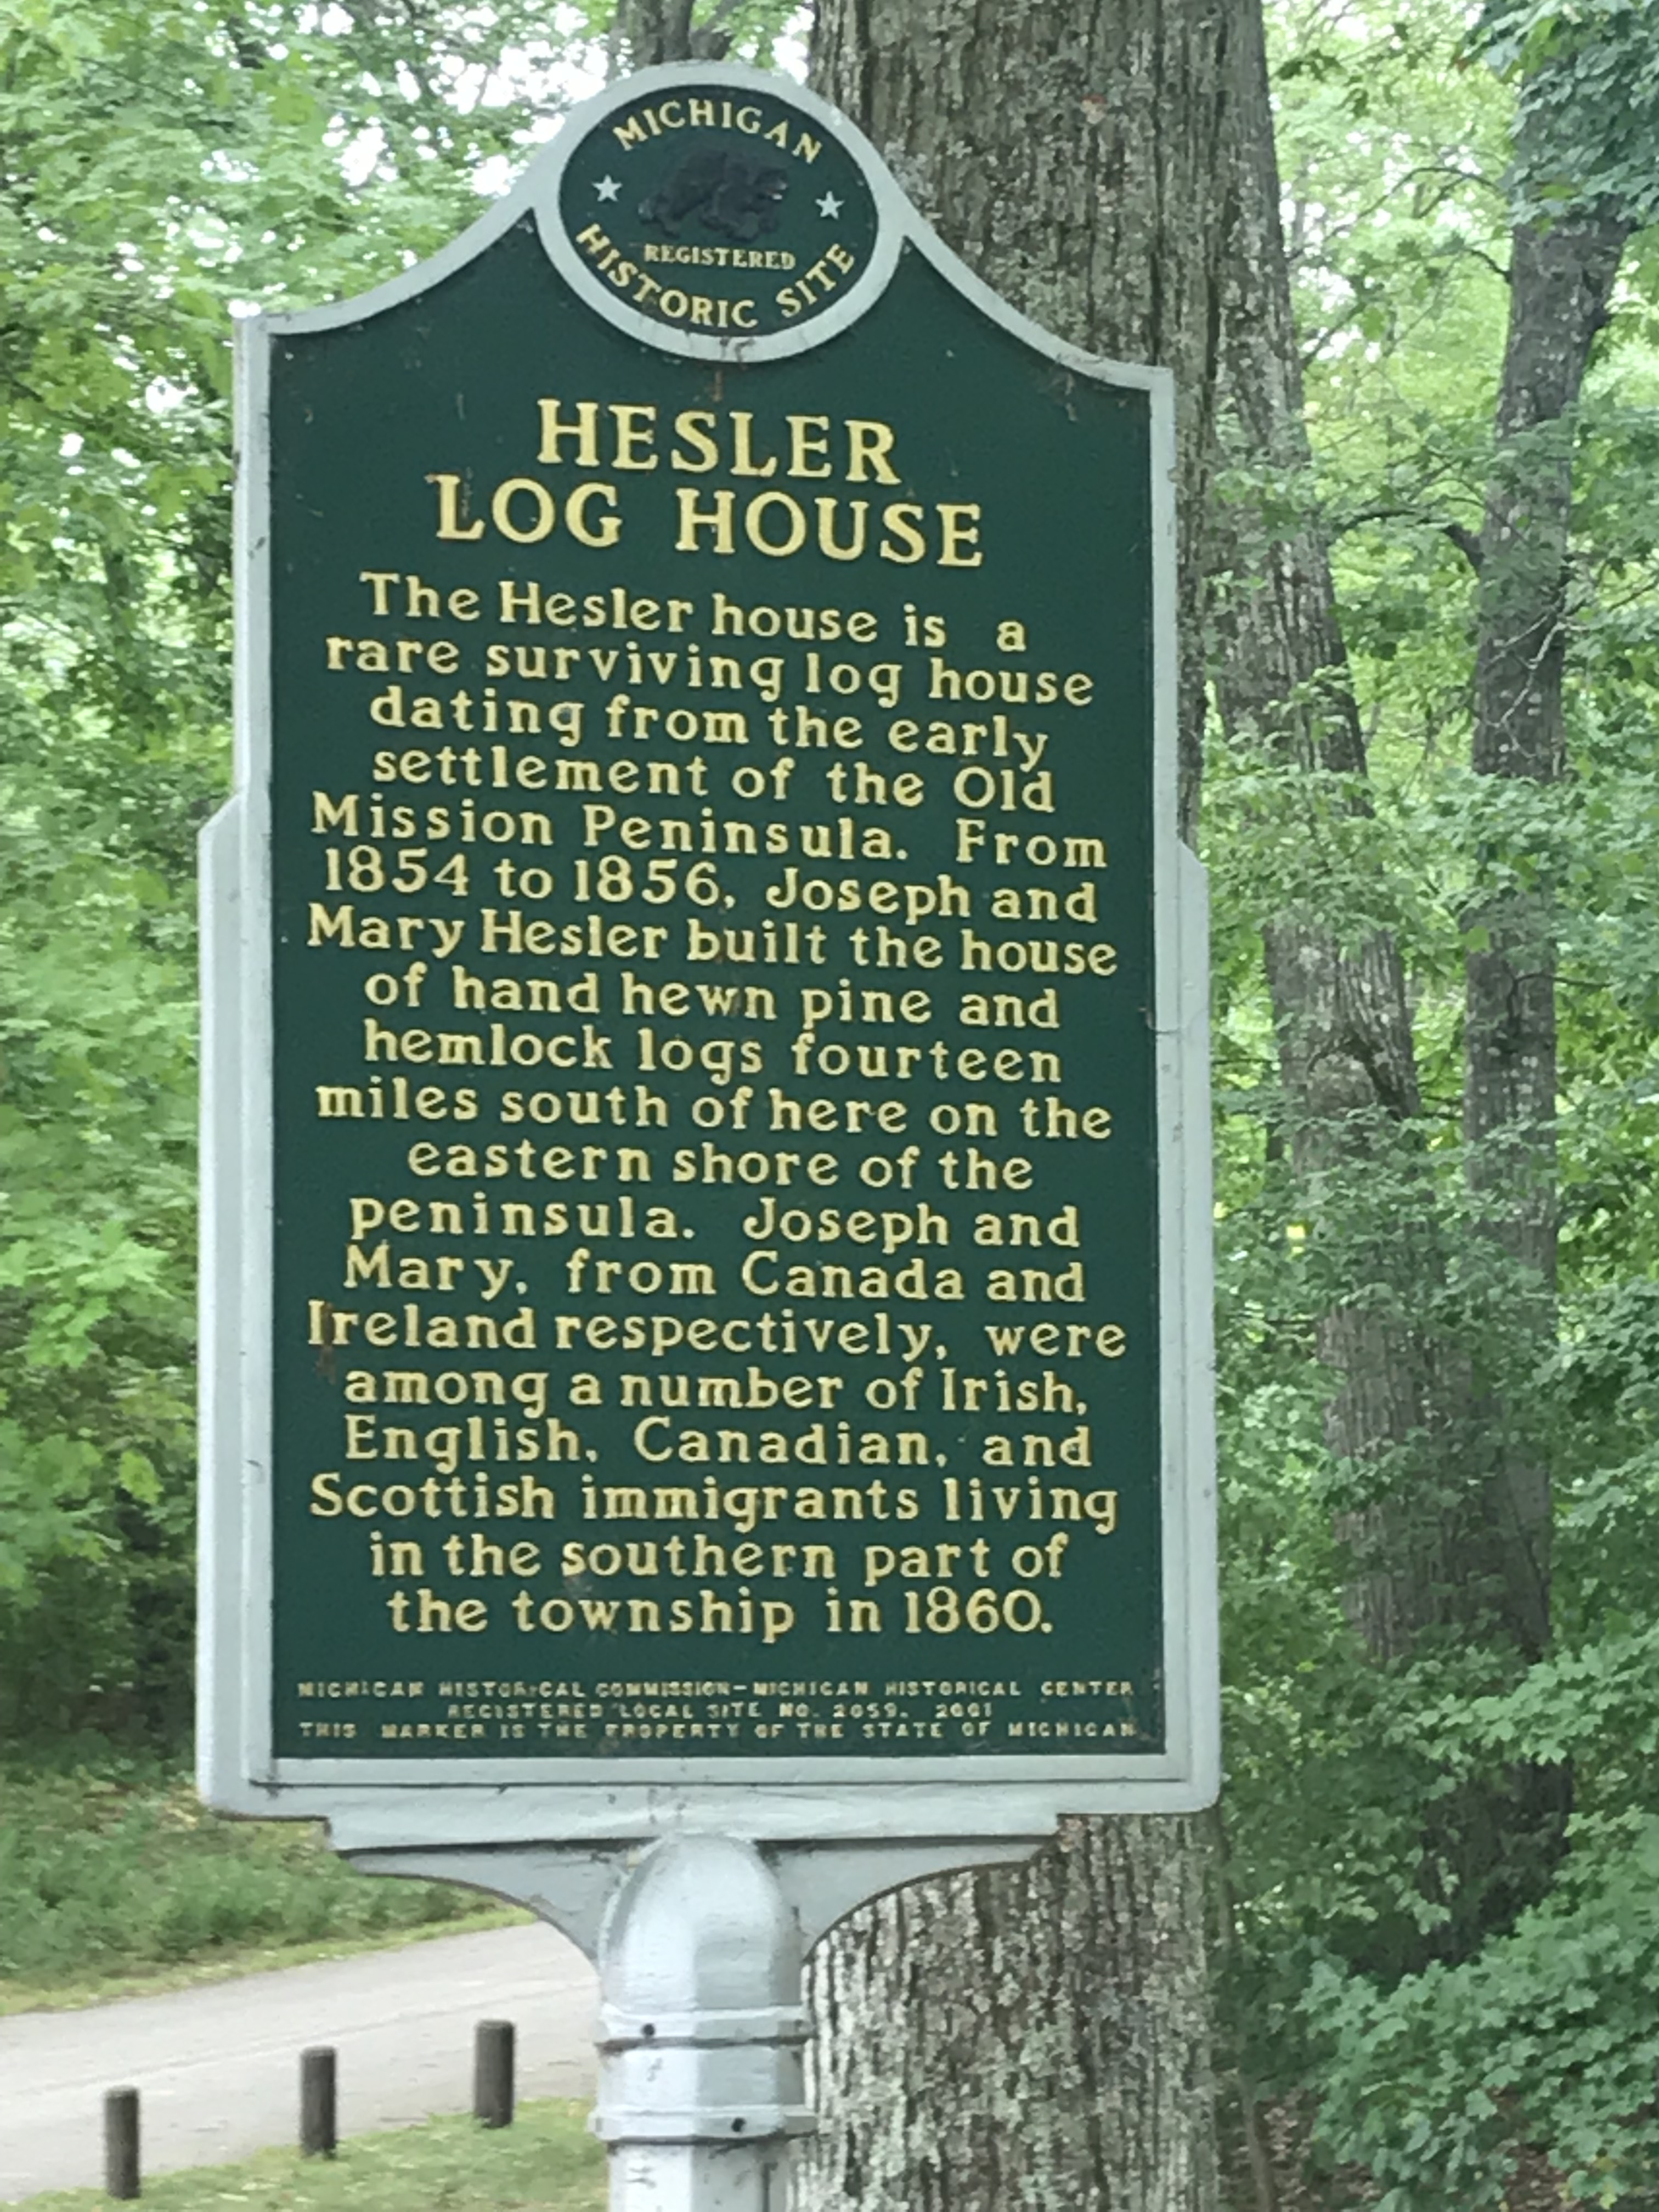 MICHIGAN
REGISTERED
HISTORIC SITE
HESLER
LOG HOUSE
The Hesler house is a
rare surviving log house
dating from the early
settlement of the Old
Mission Peninsula. From
1854 to 1856, Joseph and
Mary Hesler built the house
of hand hewn pine and
hemlock logs fourteen
miles south of here on the
eastern shore of the
peninsula. Joseph and
Mary, from Canada and
Ireland respectively, were
among a number of Irish,
English, Canadian, and
Scottish immigrants living
in the southern part of
the township in 1860.
MICHIGAN HISTORICAL COMMISSION-MICHIGAN HISTORICAL CENTER
REGISTERED LOCAL SITE NO. 2059, 2001
THIS MARKER IS THE PROPERTY OF THE STATE OF MICHIGAN